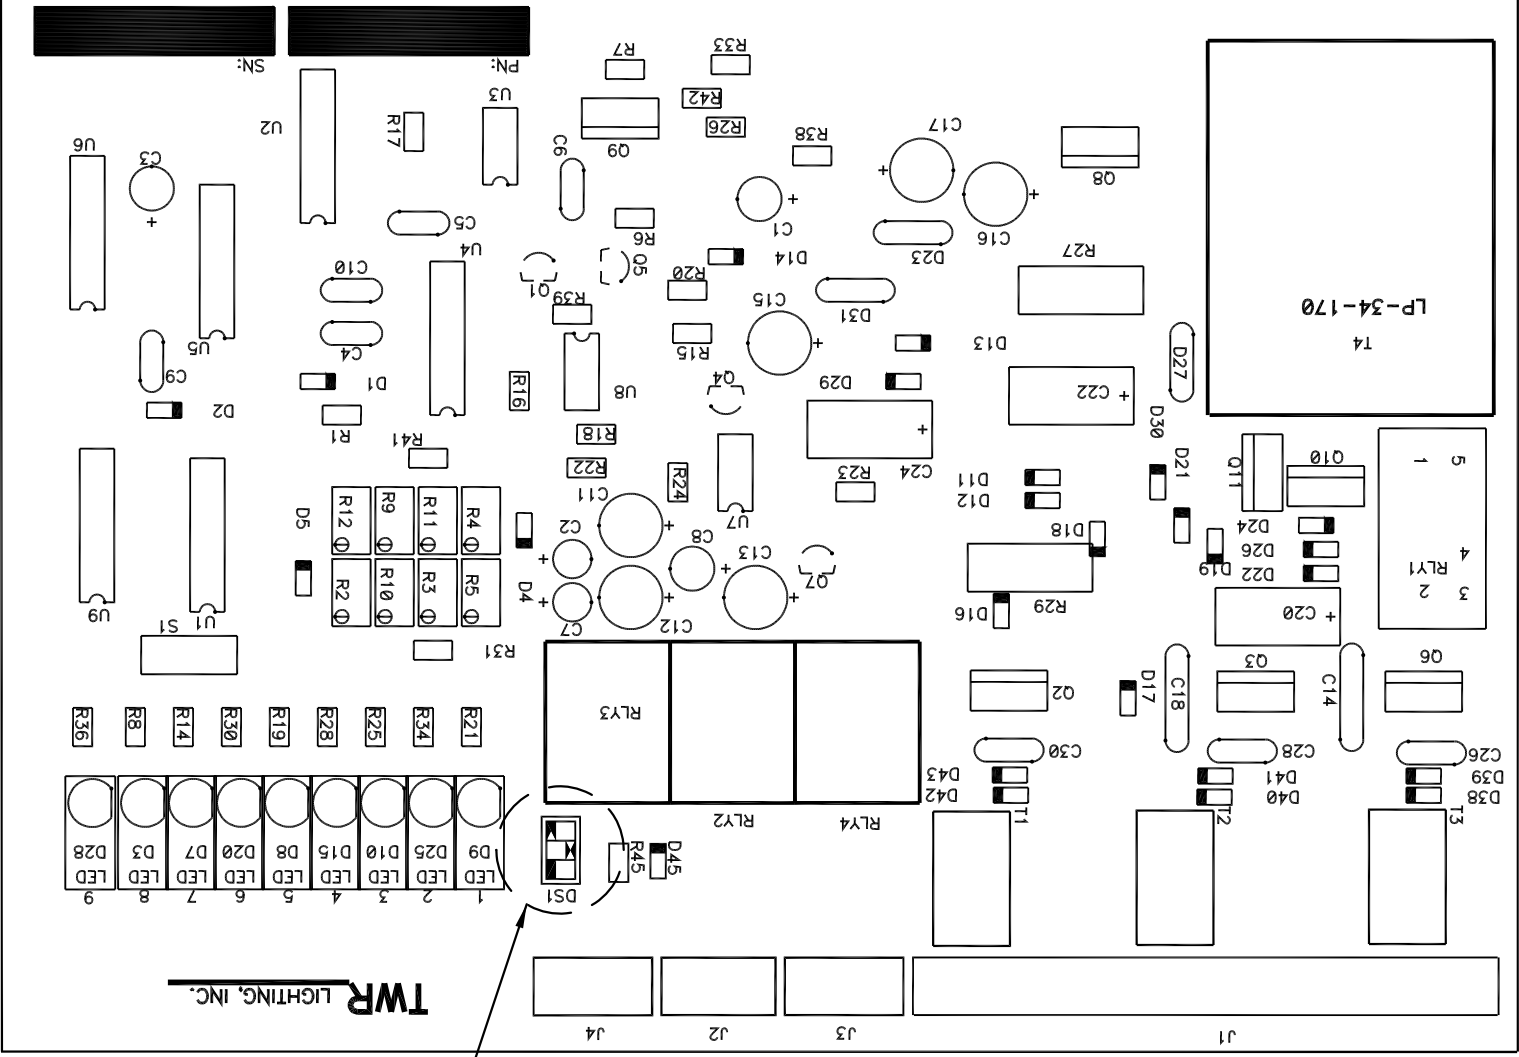 SN:
PN:
R7
R33
U3
R42
U2
R17
R26
C17
U6
C3
C6
Q9
R38
Q8
C5
R6
C1
C16
U4
D23
C10
Q1
Q5
R20
D14
R27
R39
C15
D31
LP-34-170
T4
U5
C4
R15
D13
C9
D1
R16
U8
Q4
D29
C22
D27
D2
R1
R18
D30
R41
R22
R23
C24
D11
D21
Q11
Q10
1
5
D5
R12
R9
R11
R4
C11
R24
D12
C2
U7
D18
D24
C8
C13
D26
4
R2
R10
R3
R5
D4
Q7
D19
D22
RLY1
U9
U1
S1
C7
C12
D16
R29
C20
2
3
R31
Q3
Q6
Q2
D17
C18
C14
R36
R8
R14
R30
R19
R28
R25
R34
R21
RLY3
C30
C28
C26
D43
D41
D39
D42
D40
D38
RLY2
RLY4
T1
T2
T3
D28
D3
D7
D20
D8
D15
D10
D25
D9
R45
D45
LED
LED
LED
LED
LED
LED
LED
LED
LED
9
8
7
6
5
4
3
2
1
DS1
TWR
LIGHTING, INC.
J4
J2
J3
J1